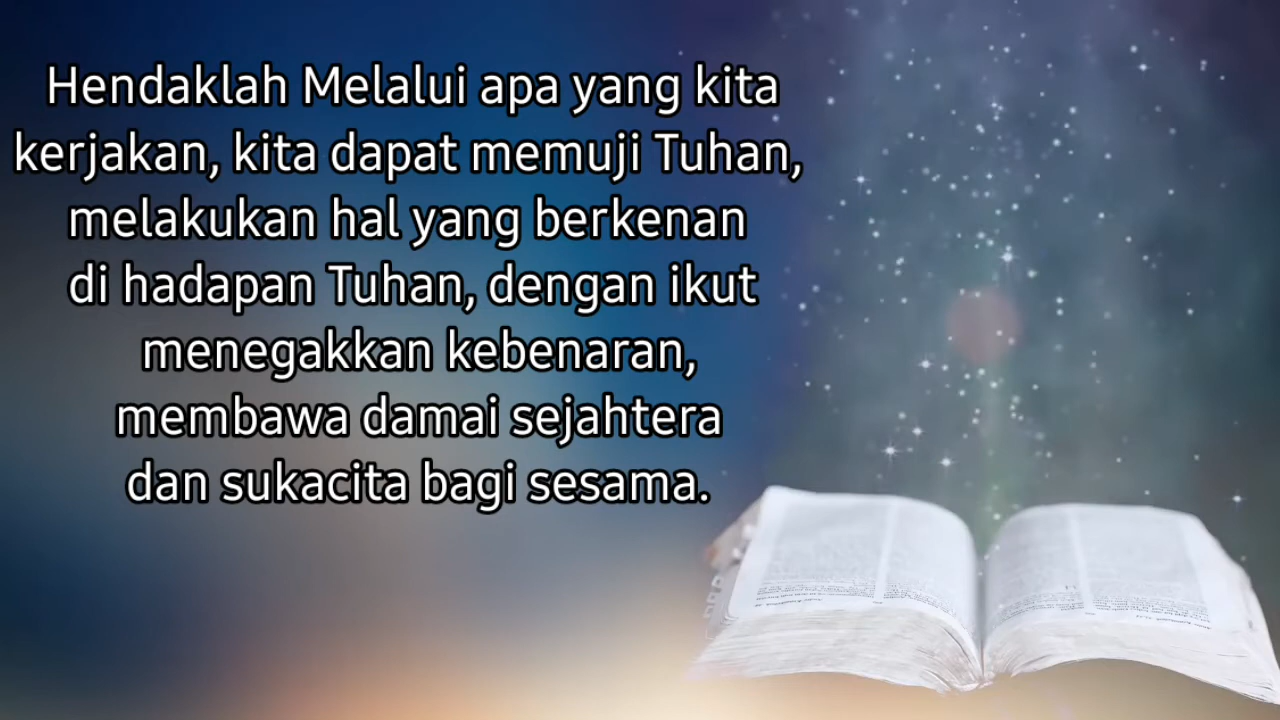 Hendaklah Melalui apa yang kita
kerjakan, kita dapat memuji Tuhan,
melakukan hal yang berkenan
di hadapan Tuhan, dengan ikut
menegakkan kebenaran,
membawa damai sejahtera
dan sukacita bagi sesama.